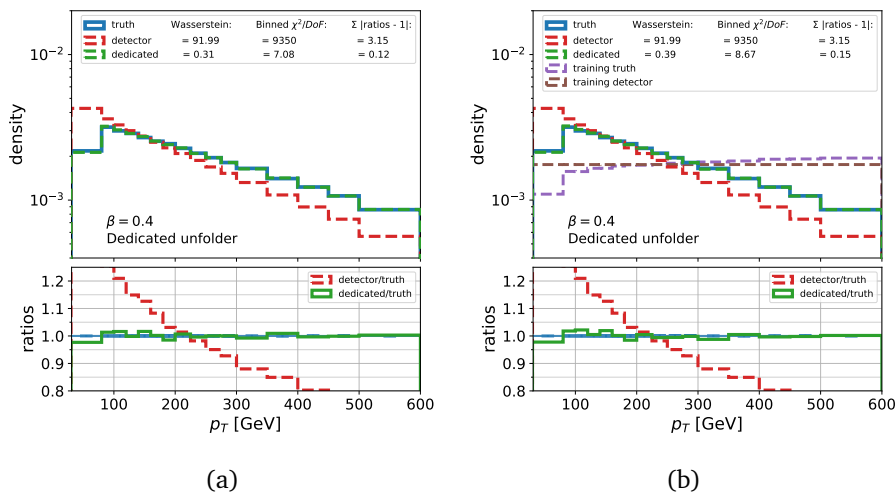 truth Wasserstein: Binned χ²/DoF: Σ |ratios - 1|:
detector = 91.99 = 9350 = 3.15
dedicated = 0.31 = 7.08 = 0.12
10⁻²
10⁻³
density
β = 0.4
Dedicated unfolder
detector/truth
dedicated/truth
1.2
1.1
1.0
0.9
0.8
ratios
100 200 300 400 500 600
p_T [GeV]
(a)
truth Wasserstein: Binned χ²/DoF: Σ |ratios - 1|:
detector = 91.99 = 9350 = 3.15
dedicated = 0.39 = 8.67 = 0.15
training truth
training detector
10⁻²
10⁻³
density
β = 0.4
Dedicated unfolder
detector/truth
dedicated/truth
1.2
1.1
1.0
0.9
0.8
ratios
100 200 300 400 500 600
p_T [GeV]
(b)